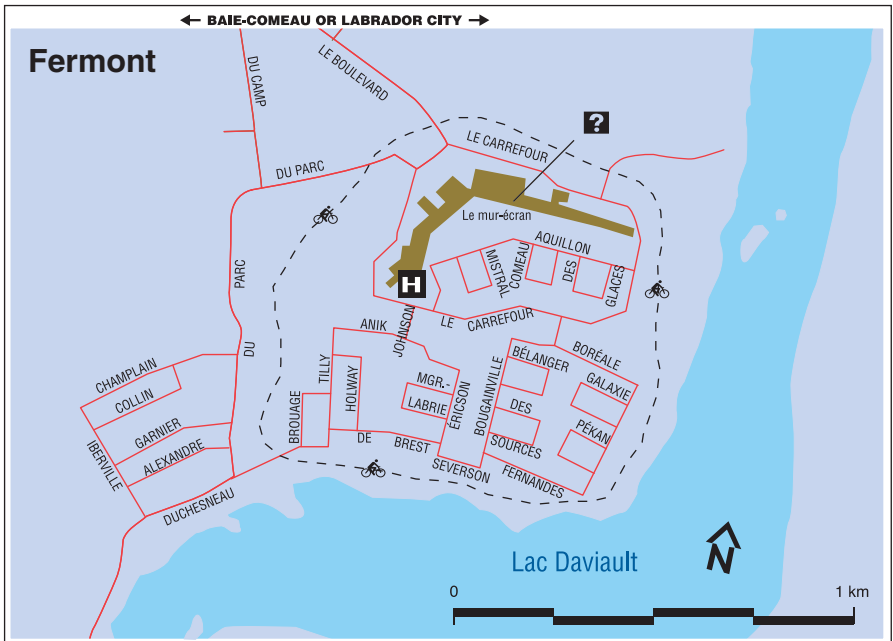 BAIE-COMEAU OR LABRADOR CITY
Fermont
DU CAMP
LE BOULEVARD
?
LE CARREFOUR
DU PARC
Le mur-écran
AQUILLON
MISTRAL
COMEAU
DES
GLACES
H
PARC
DU
ANIK
JOHNSON
LE
CARREFOUR
BORÉALE
BÉLANGER
GALAXIE
CHAMPLAIN
COLLIN
TILLY
HOLWAY
MGR.-
LABRIE
ÉRICSON
BOUGAINVILLE
DES
SOURCES
PÉKAN
BROUAGE
GARNIER
ALEXANDRE
IBERVILLE
DE
BREST
SEVERSON
FERNANDES
DUCHESNEAU
Lac Daviault
N
0
1 km